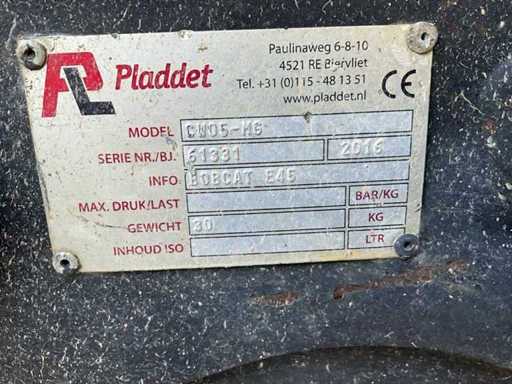 PL Pladdet
Paulinaweg 6-8-10
4521 RE Biervliet
Tel. +31 (0)115 - 48 13 51
www.pladdet.nl
CE
MODEL CW05-MG
SERIE NR./BJ. 61331 2016
INFO BOBCAT E45
MAX. DRUK/LAST BAR/KG
GEWICHT 30 KG
INHOUD ISO LTR